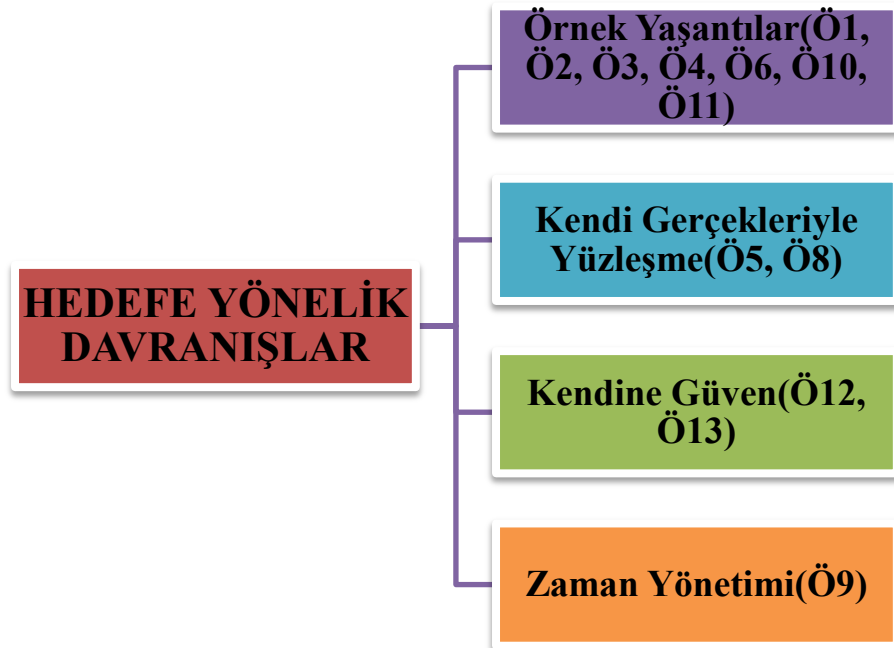 Örnek Yaşantılar(Ö1,
Ö2, Ö3, Ö4, Ö6, Ö10,
Ö11)
Kendi Gerçekleriyle
Yüzleşme(Ö5, Ö8)
HEDEFE YÖNELİK
DAVRANIŞLAR
Kendine Güven(Ö12,
Ö13)
Zaman Yönetimi(Ö9)